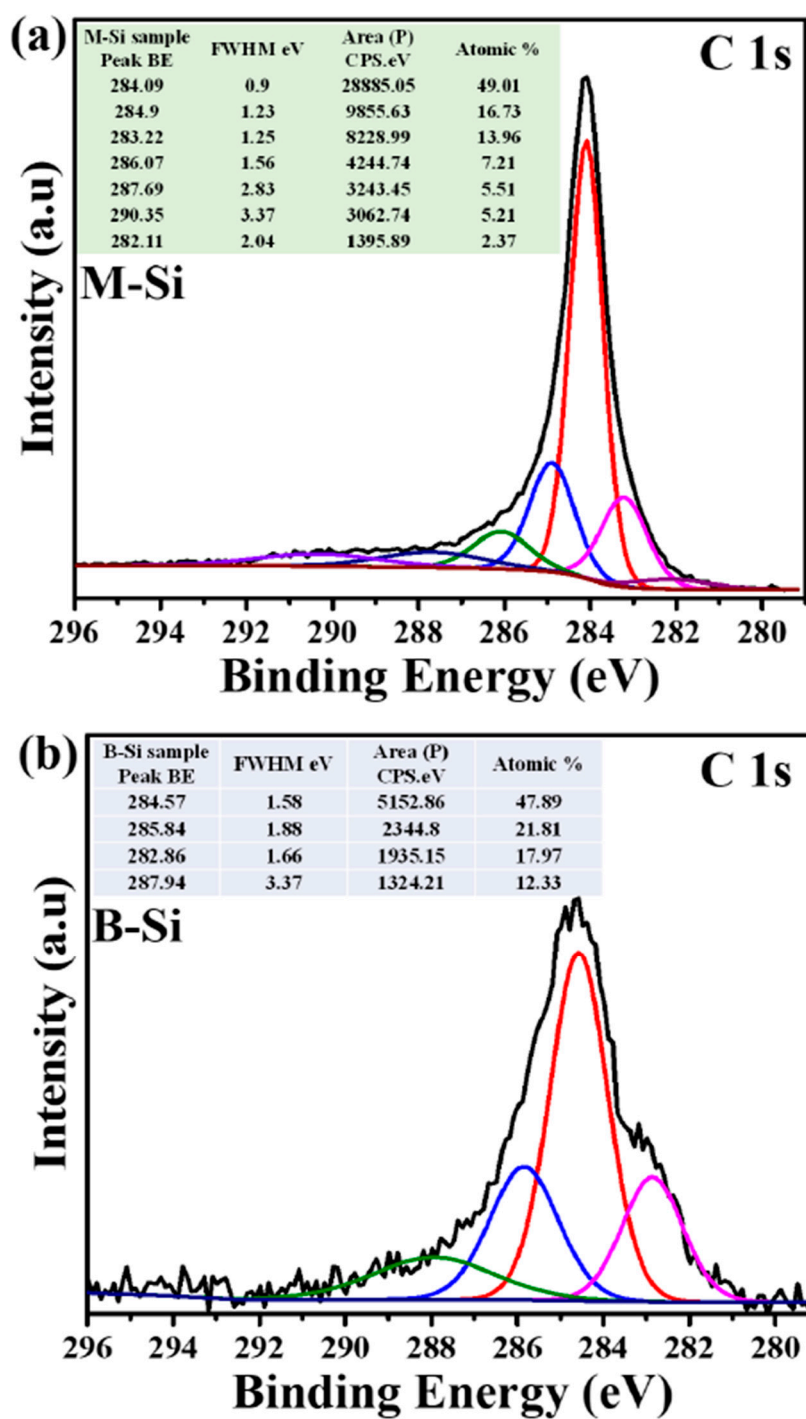 (a)
M-Si sample Peak BE FWHM eV Area (P) CPS.eV Atomic %
284.09 0.9 28885.05 49.01
284.9 1.23 9855.63 16.73
283.22 1.25 8228.99 13.96
286.07 1.56 4244.74 7.21
287.69 2.83 3243.45 5.51
290.35 3.37 3062.74 5.21
282.11 2.04 1395.89 2.37
C 1s
M-Si
Intensity (a.u)
296 294 292 290 288 286 284 282 280
Binding Energy (eV)
(b)
B-Si sample Peak BE FWHM eV Area (P) CPS.eV Atomic %
284.57 1.58 5152.86 47.89
285.84 1.88 2344.8 21.81
282.86 1.66 1935.15 17.97
287.94 3.37 1324.21 12.33
C 1s
B-Si
Intensity (a.u)
296 294 292 290 288 286 284 282 280
Binding Energy (eV)